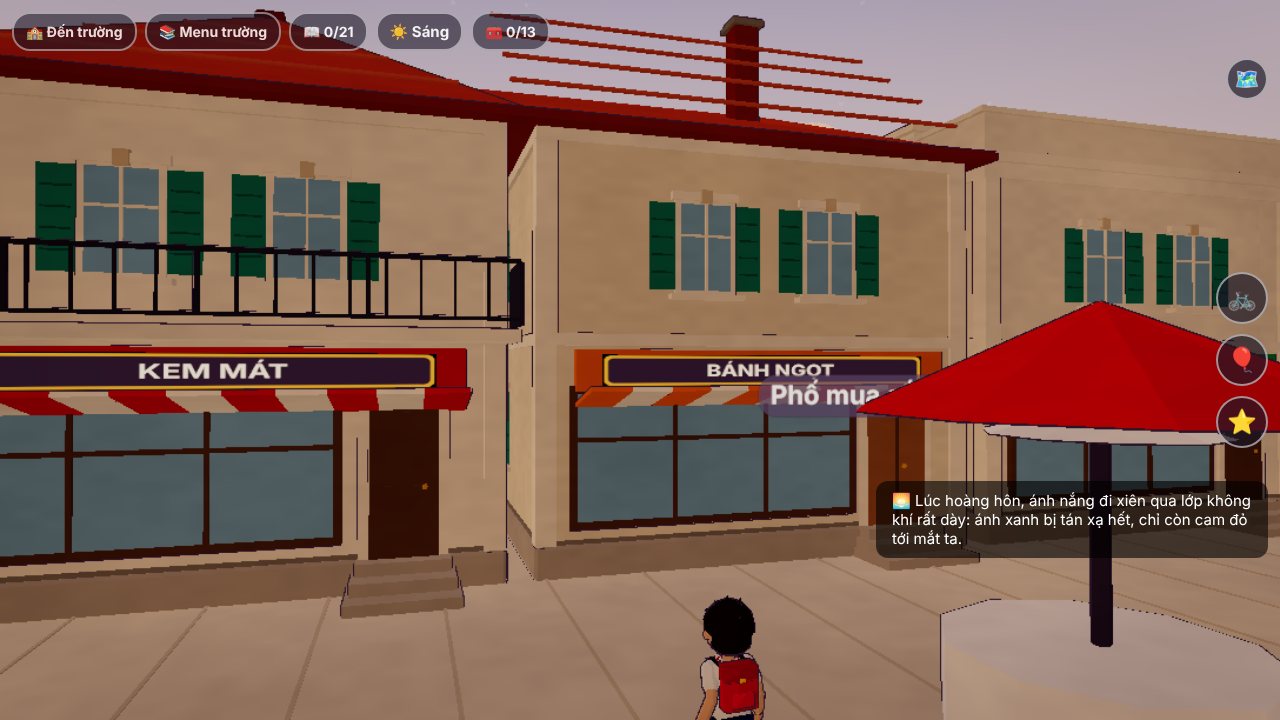 Đến trường
Menu trường
0/21
Sáng
0/13
KEM MÁT
BÁNH NGỌT
Phố mua
Lúc hoàng hôn, ánh nắng đi xiên qua lớp không
khí rất dày: ánh xanh bị tán xạ hết, chỉ còn cam đỏ
tới mắt ta.